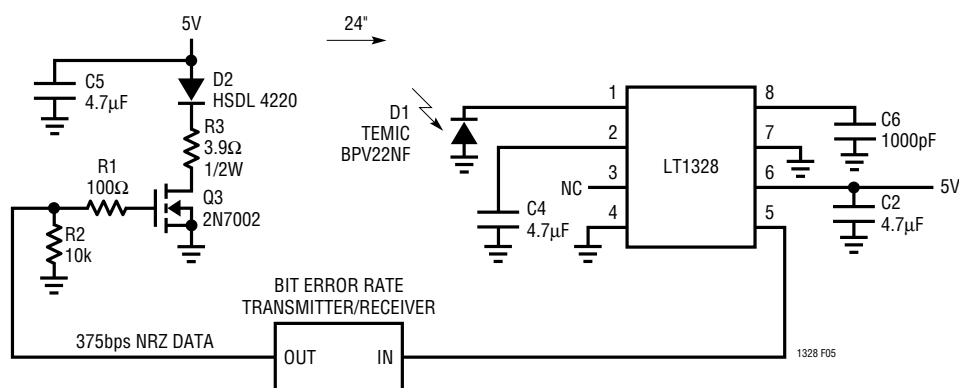 5V
24"
C5
4.7μF
D2
HSDL 4220
R3
3.9Ω
1/2W
R1
100Ω
Q3
2N7002
R2
10k
D1
TEMIC
BPV22NF
1
2
3
4
NC
C4
4.7μF
LT1328
8
7
6
5
C6
1000pF
5V
C2
4.7μF
BIT ERROR RATE
TRANSMITTER/RECEIVER
375bps NRZ DATA
OUT
IN
1328 F05